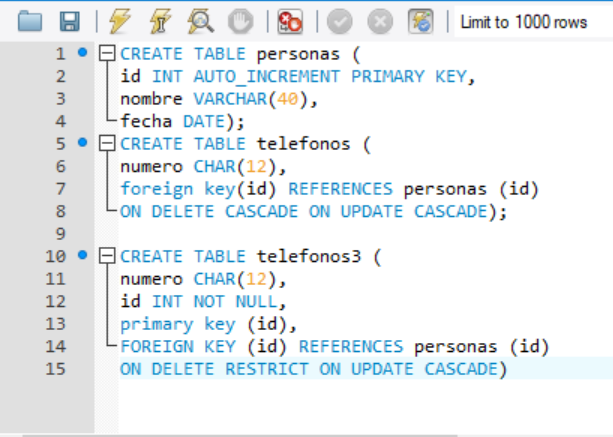 Limit to 1000 rows
1 CREATE TABLE personas (
2 id INT AUTO_INCREMENT PRIMARY KEY,
3 nombre VARCHAR(40),
4 fecha DATE);
5 CREATE TABLE telefonos (
6 numero CHAR(12),
7 foreign key(id) REFERENCES personas (id)
8 ON DELETE CASCADE ON UPDATE CASCADE);
9
10 CREATE TABLE telefonos3 (
11 numero CHAR(12),
12 id INT NOT NULL,
13 primary key (id),
14 FOREIGN KEY (id) REFERENCES personas (id)
15 ON DELETE RESTRICT ON UPDATE CASCADE)